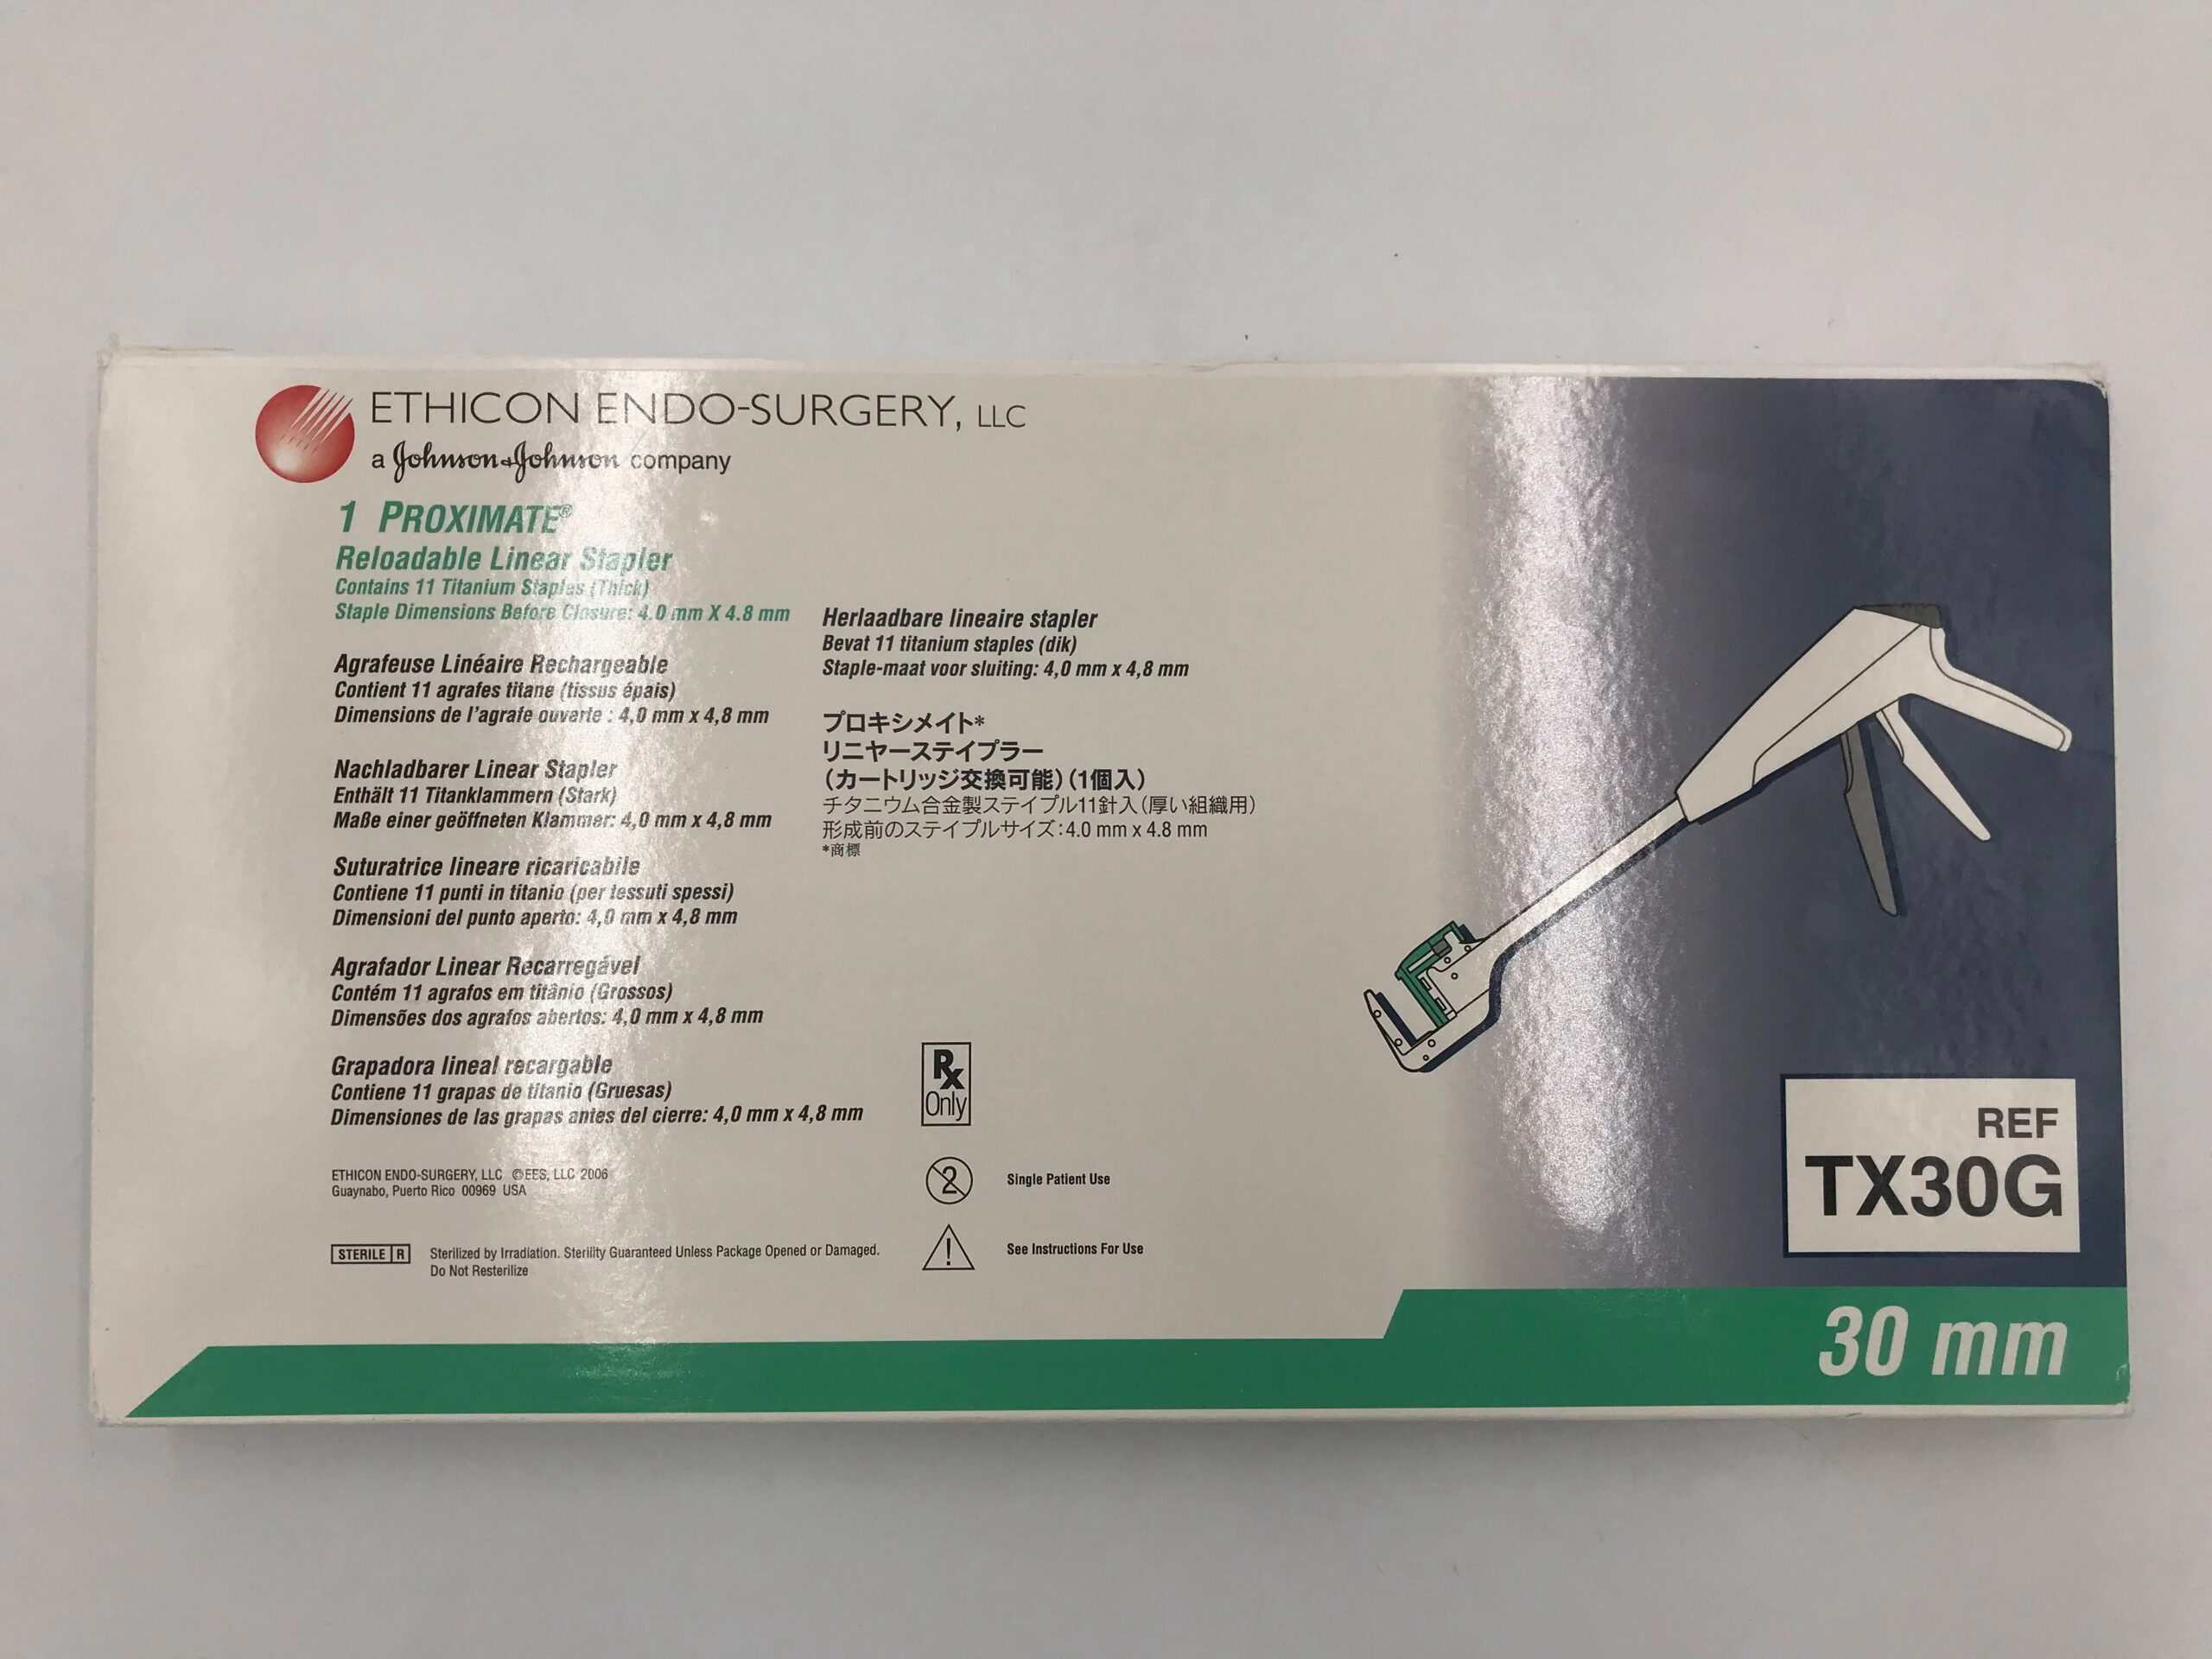 ETHICON ENDO-SURGERY, LLC
a Johnson & Johnson company
1 PROXIMATE®
Reloadable Linear Stapler
Contains 11 Titanium Staples (Thick)
Staple Dimensions Before Closure: 4.0 mm X 4.8 mm
Agrafeuse Linéaire Rechargeable
Contient 11 agrafes titane (tissus épais)
Dimensions de l'agrafe ouverte : 4,0 mm x 4,8 mm
Nachladbarer Linear Stapler
Enthält 11 Titanklammern (Stark)
Maße einer geöffneten Klammer: 4,0 mm x 4,8 mm
Suturatrice lineare ricaricabile
Contiene 11 punti in titanio (per tessuti spessi)
Dimensioni del punto aperto: 4,0 mm x 4,8 mm
Agrafador Linear Recarregável
Contém 11 agrafos em titânio (Grossos)
Dimensões dos agrafos abertos: 4,0 mm x 4,8 mm
Grapadora lineal recargable
Contiene 11 grapas de titanio (Gruesas)
Dimensiones de las grapas antes del cierre: 4,0 mm x 4,8 mm
Herlaadbare lineaire stapler
Bevat 11 titanium staples (dik)
Staple-maat voor sluiting: 4,0 mm x 4,8 mm
プロキシメイト*
リニヤーステイプラー
(カートリッジ交換可能)(1個入)
チタニウム合金製ステイプル11針入(厚い組織用)
形成前のステイプルサイズ:4.0 mm x 4.8 mm
*商標
ETHICON ENDO-SURGERY, LLC ©EES, LLC 2006
Guaynabo, Puerto Rico 00969 USA
STERILE R
Sterilized by Irradiation. Sterility Guaranteed Unless Package Opened or Damaged.
Do Not Resterilize
Rx
Only
2
Single Patient Use
!
See Instructions For Use
REF
TX30G
30 mm